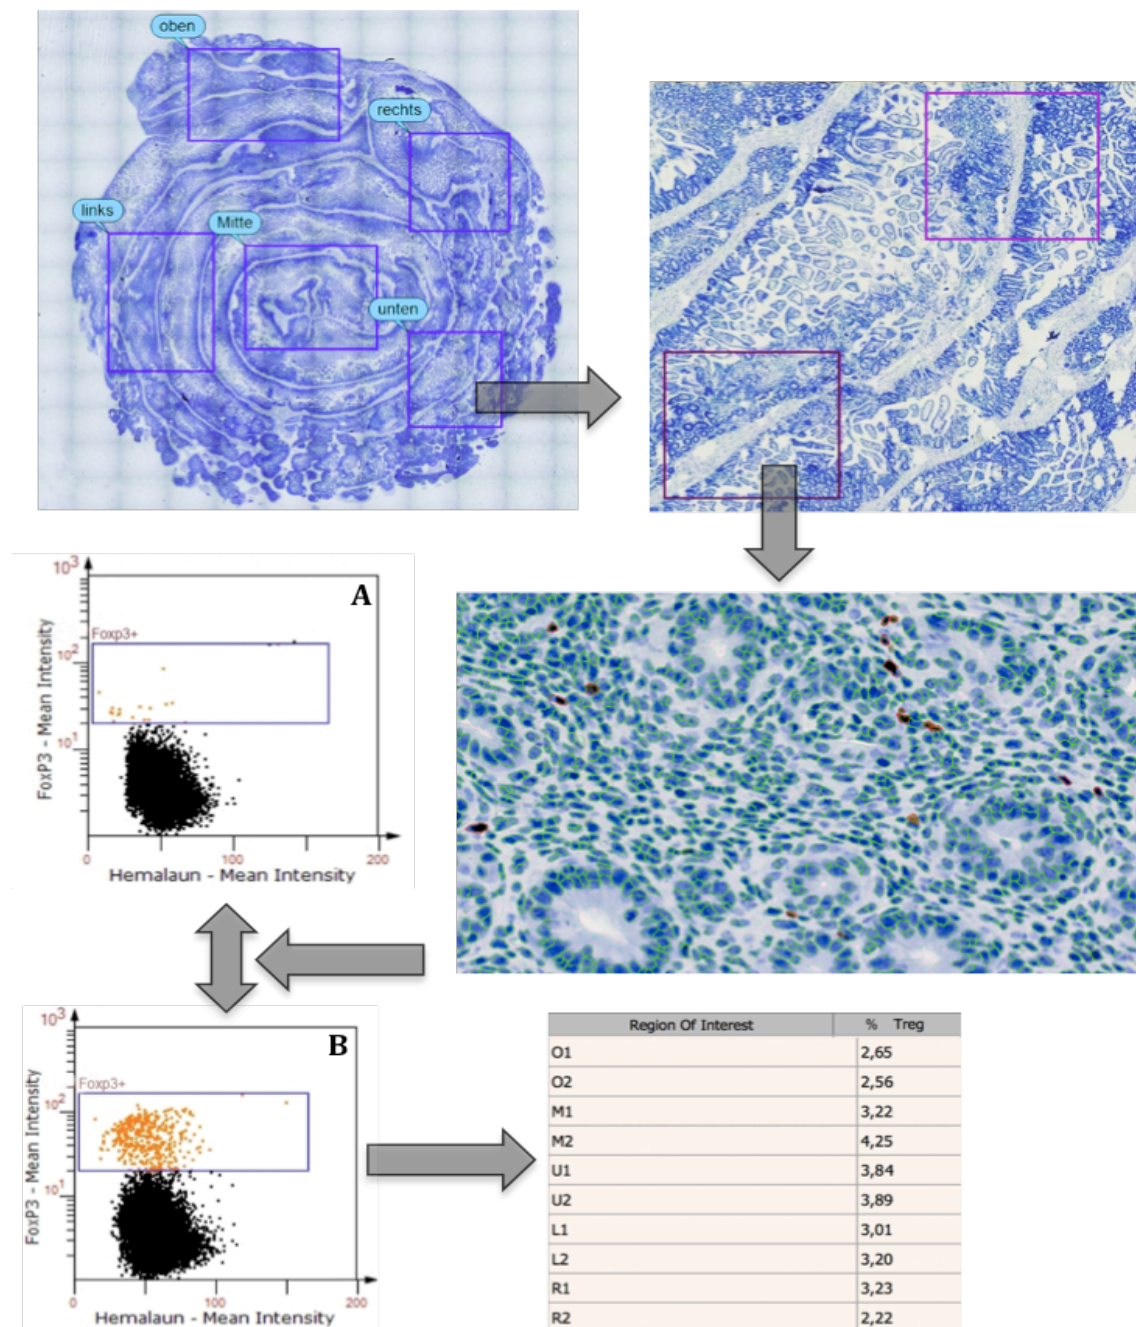 oben
rechts
links
Mitte
unten
A
10³
Foxp3+
10²
10¹
FoxP3 - Mean Intensity
0 100 200
Hemalaun - Mean Intensity
B
10³
Foxp3+
10²
10¹
FoxP3 - Mean Intensity
0 100 200
Hemalaun - Mean Intensity
Region Of Interest % Treg
O1 2,65
O2 2,56
M1 3,22
M2 4,25
U1 3,84
U2 3,89
L1 3,01
L2 3,20
R1 3,23
R2 2,22